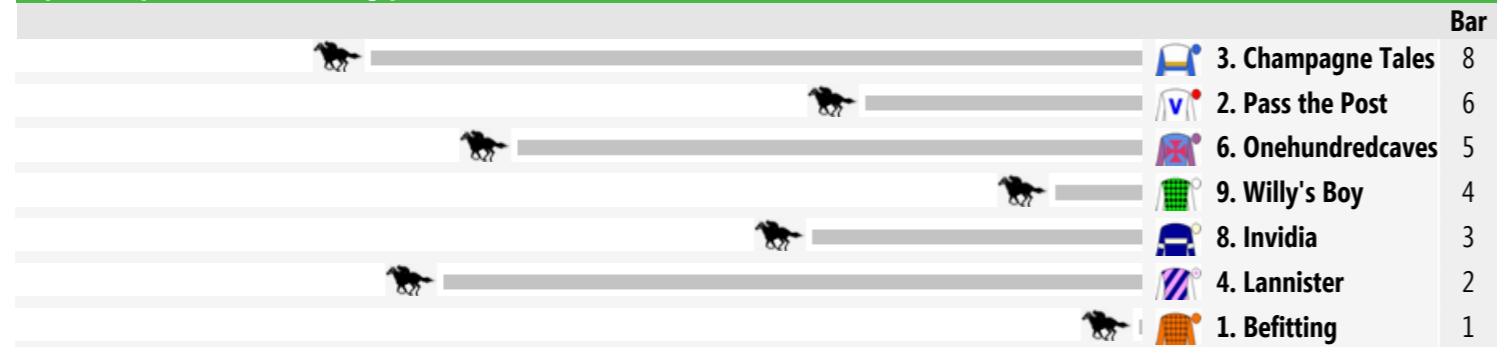 Bar
3. Champagne Tales 8
2. Pass the Post 6
V
6. Onehundredcaves 5
9. Willy's Boy 4
8. Invidia 3
4. Lannister 2
1. Befitting 1